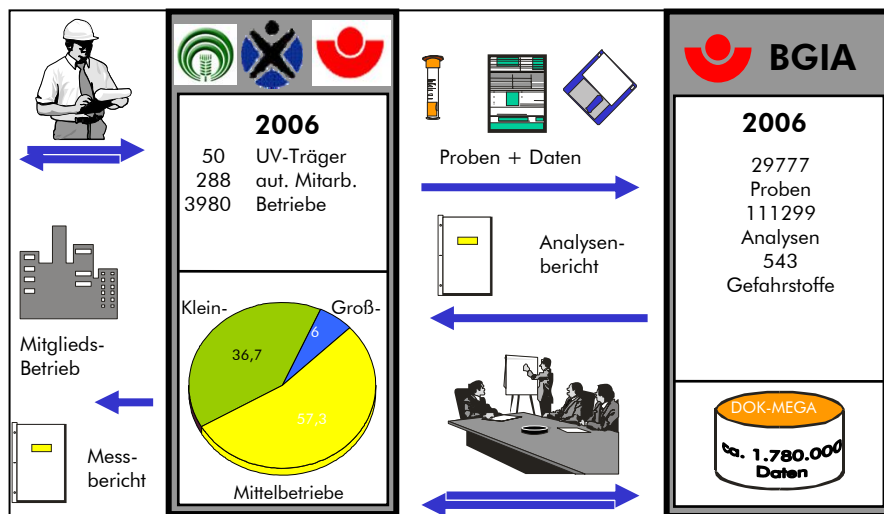 Mitglieds-
Betrieb
Mess-
bericht
2006
50 UV-Träger
288 aut. Mitarb.
3980 Betriebe
Klein-
Groß-
6
36,7
57,3
Mittelbetriebe
Proben + Daten
Analysen-
bericht
BGIA
2006
29777
Proben
111299
Analysen
543
Gefahrstoffe
DOK-MEGA
ca. 1.780.000
Daten